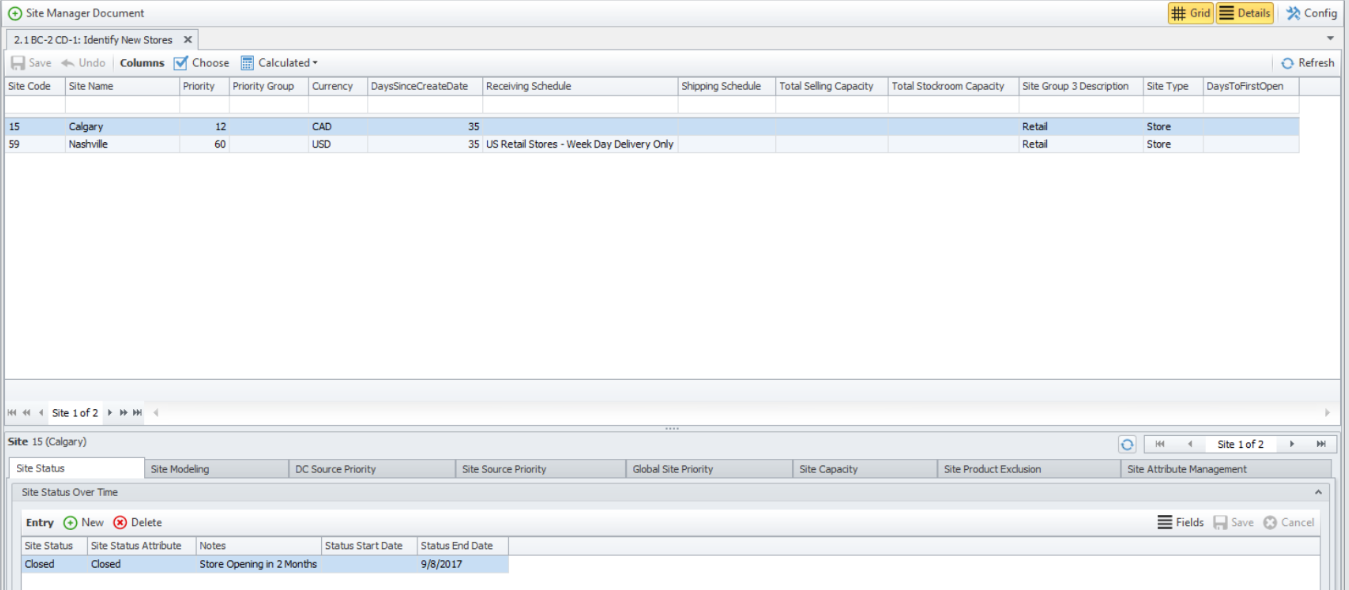 Site Manager Document Grid Details Config
2.1 BC-2 CD-1: Identify New Stores
Save Undo Columns Choose Calculated Refresh
Site Code Site Name Priority Priority Group Currency DaysSinceCreateDate Receiving Schedule Shipping Schedule Total Selling Capacity Total Stockroom Capacity Site Group 3 Description Site Type DaysToFirstOpen
15 Calgary 12 CAD 35 Retail Store
59 Nashville 60 USD 35 US Retail Stores - Week Day Delivery Only Retail Store
Site 1 of 2
Site 15 (Calgary) Site 1 of 2
Site Status Site Modeling DC Source Priority Site Source Priority Global Site Priority Site Capacity Site Product Exclusion Site Attribute Management
Site Status Over Time
Entry New Delete Fields Save Cancel
Site Status Site Status Attribute Notes Status Start Date Status End Date
Closed Closed Store Opening in 2 Months 9/8/2017